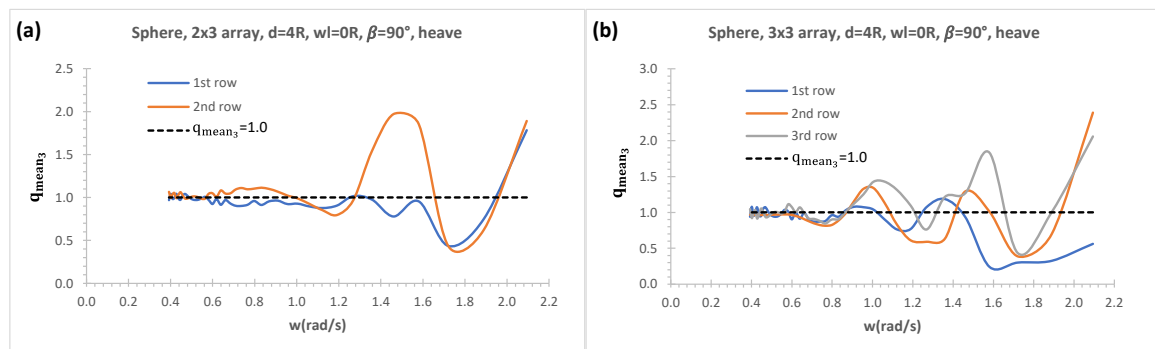 (a)
Sphere, 2x3 array, d=4R, wl=0R, β=90°, heave
2.5
2.0
1.5
1.0
0.5
0.0
q_mean₃
1st row
2nd row
q_mean₃=1.0
0.0 0.2 0.4 0.6 0.8 1.0 1.2 1.4 1.6 1.8 2.0 2.2
w(rad/s)
(b)
Sphere, 3x3 array, d=4R, wl=0R, β=90°, heave
3.0
2.5
2.0
1.5
1.0
0.5
0.0
q_mean₃
1st row
2nd row
3rd row
q_mean₃=1.0
0.0 0.2 0.4 0.6 0.8 1.0 1.2 1.4 1.6 1.8 2.0 2.2
w(rad/s)